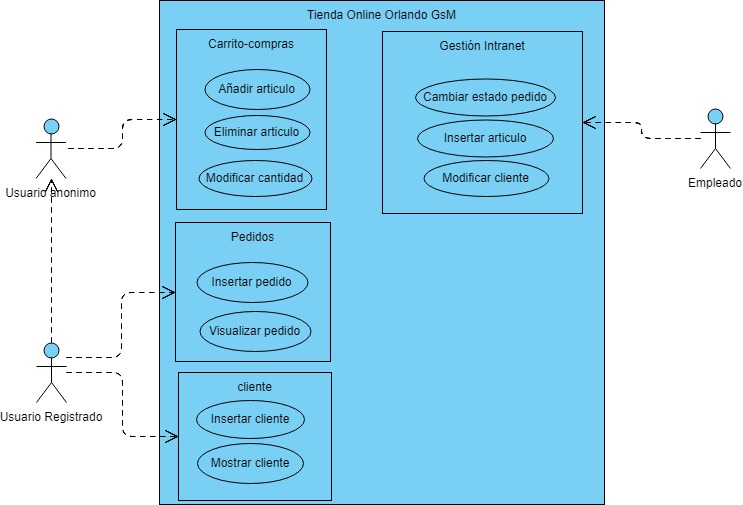 Tienda Online Orlando GsM
Carrito-compras
Añadir articulo
Eliminar articulo
Modificar cantidad
Gestión Intranet
Cambiar estado pedido
Insertar articulo
Modificar cliente
Usuario anonimo
Empleado
Pedidos
Insertar pedido
Visualizar pedido
Usuario Registrado
cliente
Insertar cliente
Mostrar cliente